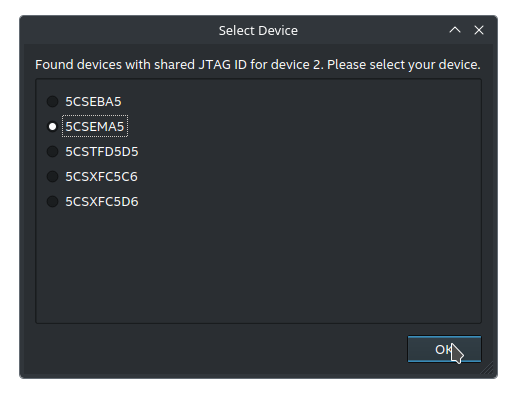 Select Device
Found devices with shared JTAG ID for device 2. Please select your device.
5CSEBA5
5CSEMA5
5CSTFD5D5
5CSXFC5C6
5CSXFC5D6
OK